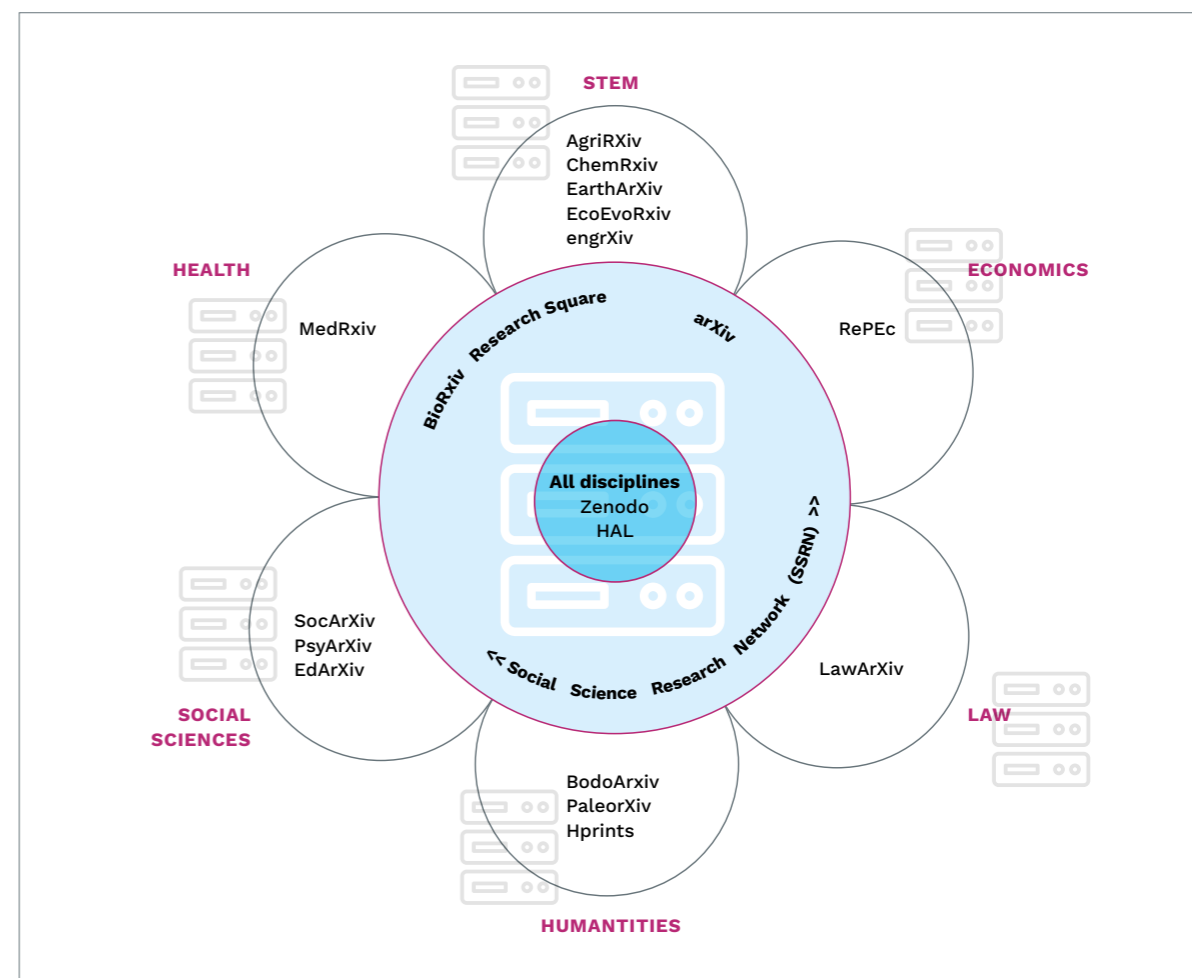 STEM
AgriRXiv
ChemRxiv
EarthArXiv
EcoEvoRxiv
engrXiv
HEALTH
MedRxiv
ECONOMICS
RePEc
BioRxiv Research Square
arXiv
All disciplines
Zenodo
HAL
<< Social Science Research Network (SSRN) >>
SocArXiv
PsyArXiv
EdArXiv
SOCIAL
SCIENCES
LawArXiv
LAW
BodoArxiv
PaleorXiv
Hprints
HUMANTITIES